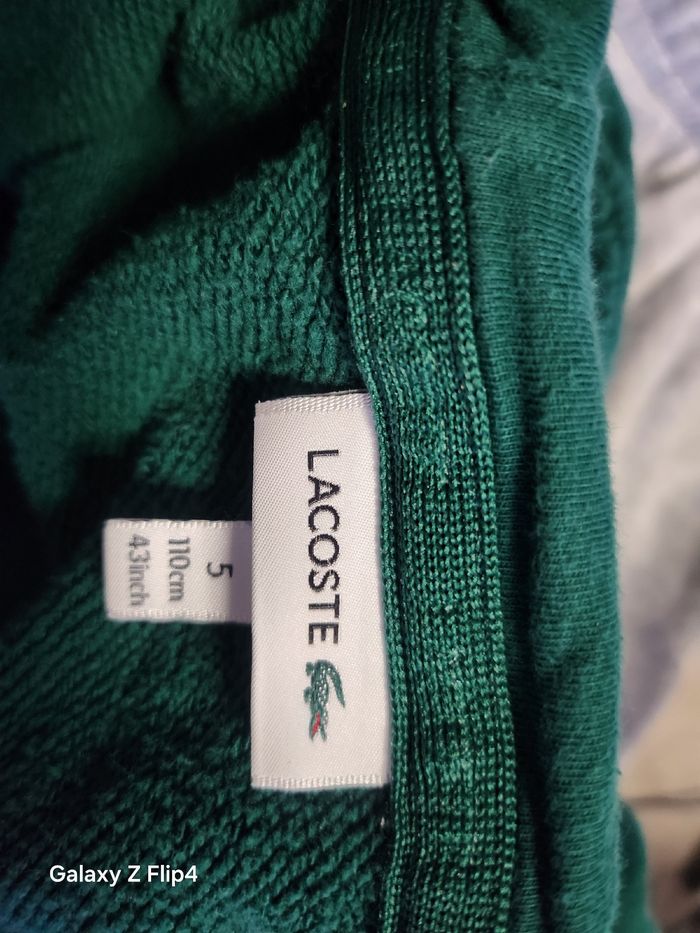 LACOSTE
5
110cm
43inch
Galaxy Z Flip4